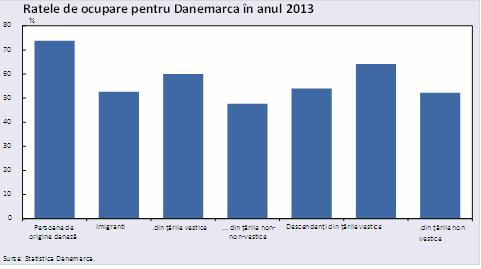 Ratele de ocupare pentru Danemarca în anul 2013
%
80
70
60
50
40
30
20
10
0
Persoane de
origine daneză
Imigranti
.din țările vestice
... din țările non-
non-vestice
Descendenți din țările vestice
.din țările non
vestice
Sursa: Statistica Danemarca.